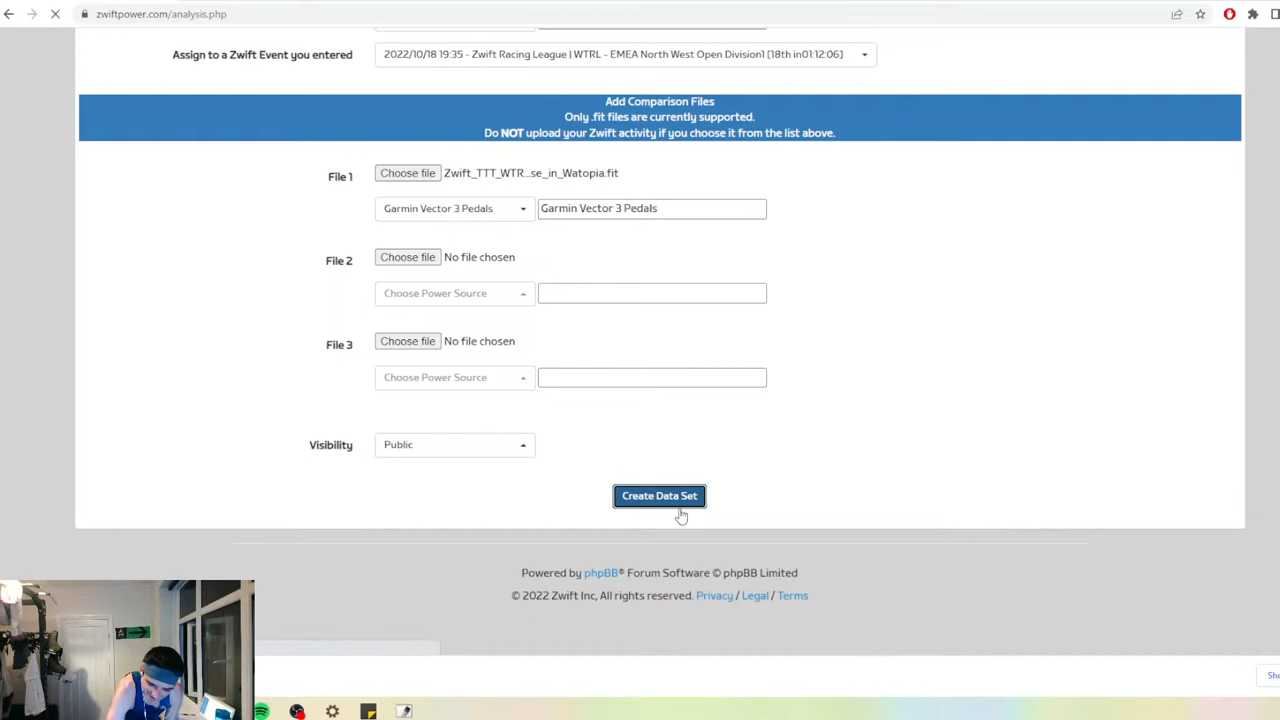 zwiftpower.com/analysis.php
Assign to a Zwift Event you entered
2022/10/18 19:35 - Zwift Racing League | WTRL - EMEA North West Open Division1 [18th in01:12:06]
Add Comparison Files
Only .fit files are currently supported.
Do NOT upload your Zwift activity if you choose it from the list above.
File 1
Choose file Zwift_TTT_WTR...se_in_Watopia.fit
Garmin Vector 3 Pedals Garmin Vector 3 Pedals
File 2
Choose file No file chosen
Choose Power Source
File 3
Choose file No file chosen
Choose Power Source
Visibility
Public
Create Data Set
Powered by phpBB® Forum Software © phpBB Limited
© 2022 Zwift Inc, All rights reserved. Privacy / Legal / Terms